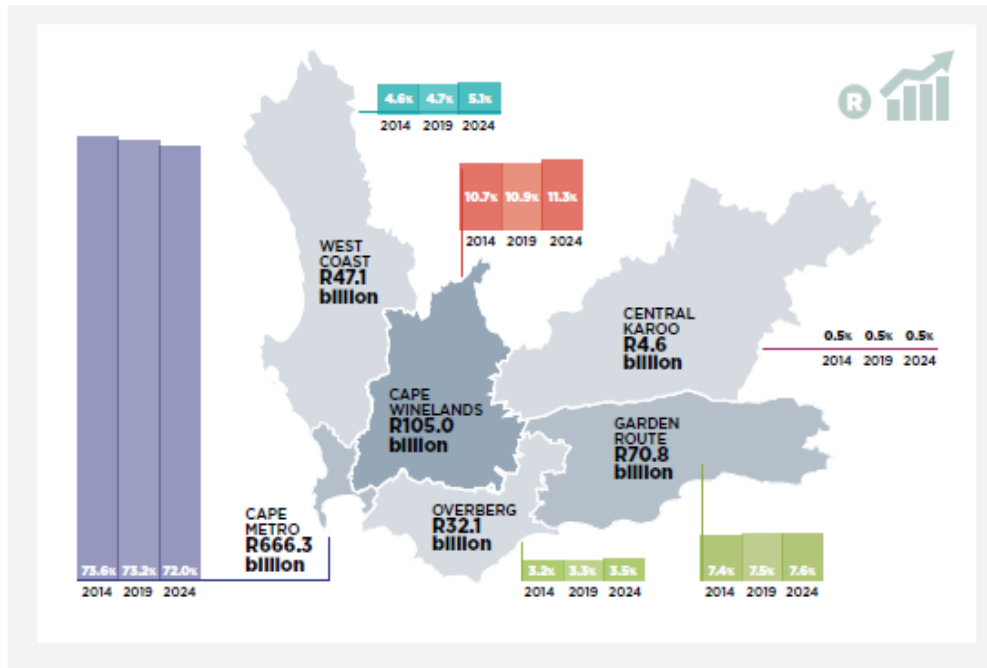 R
4.6% 4.7% 5.1%
2014 2019 2024
10.7% 10.9% 11.3%
2014 2019 2024
WEST
COAST
R47.1
billion
CENTRAL
KAROO
R4.6
billion
0.5% 0.5% 0.5%
2014 2019 2024
CAPE
WINELANDS
R105.0
billion
GARDEN
ROUTE
R70.8
billion
CAPE
METRO
R666.3
billion
OVERBERG
R32.1
billion
73.6% 73.2% 72.0%
2014 2019 2024
3.2% 3.3% 3.5%
2014 2019 2024
7.4% 7.5% 7.6%
2014 2019 2024